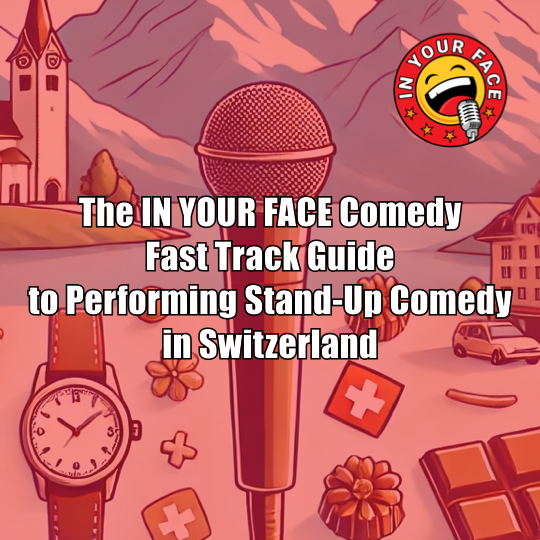 IN YOUR FACE
The IN YOUR FACE Comedy
Fast Track Guide
to Performing Stand-Up Comedy
in Switzerland